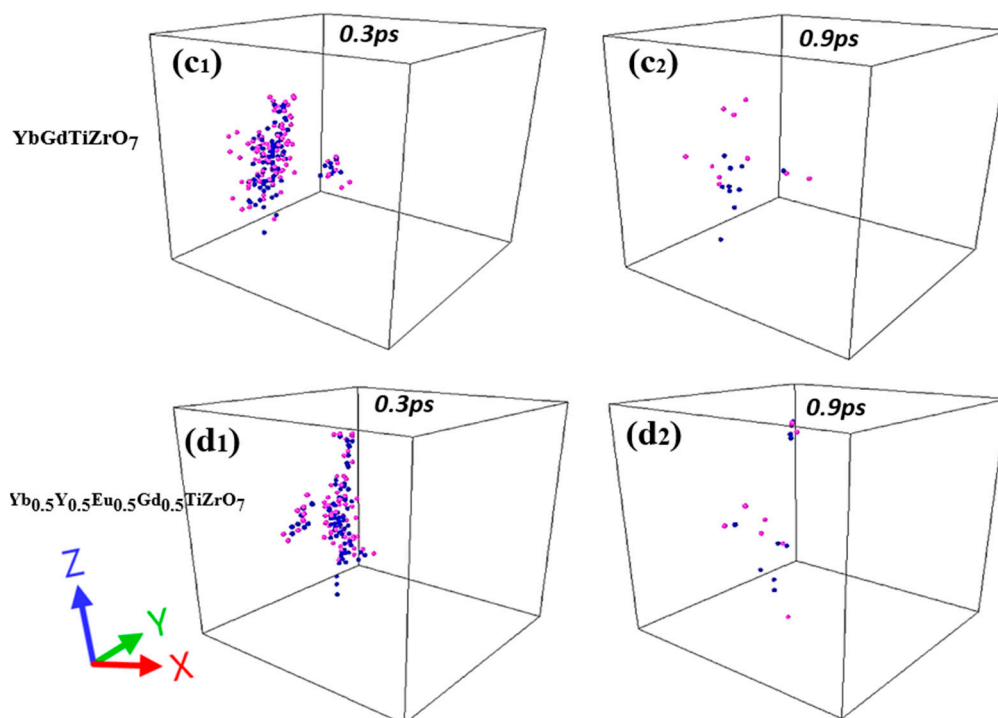 0.3ps
0.9ps
(c₁)
(c₂)
YbGdTiZrO₇
0.3ps
0.9ps
(d₁)
(d₂)
Yb₀.₅Y₀.₅Eu₀.₅Gd₀.₅TiZrO₇
Z
Y
X